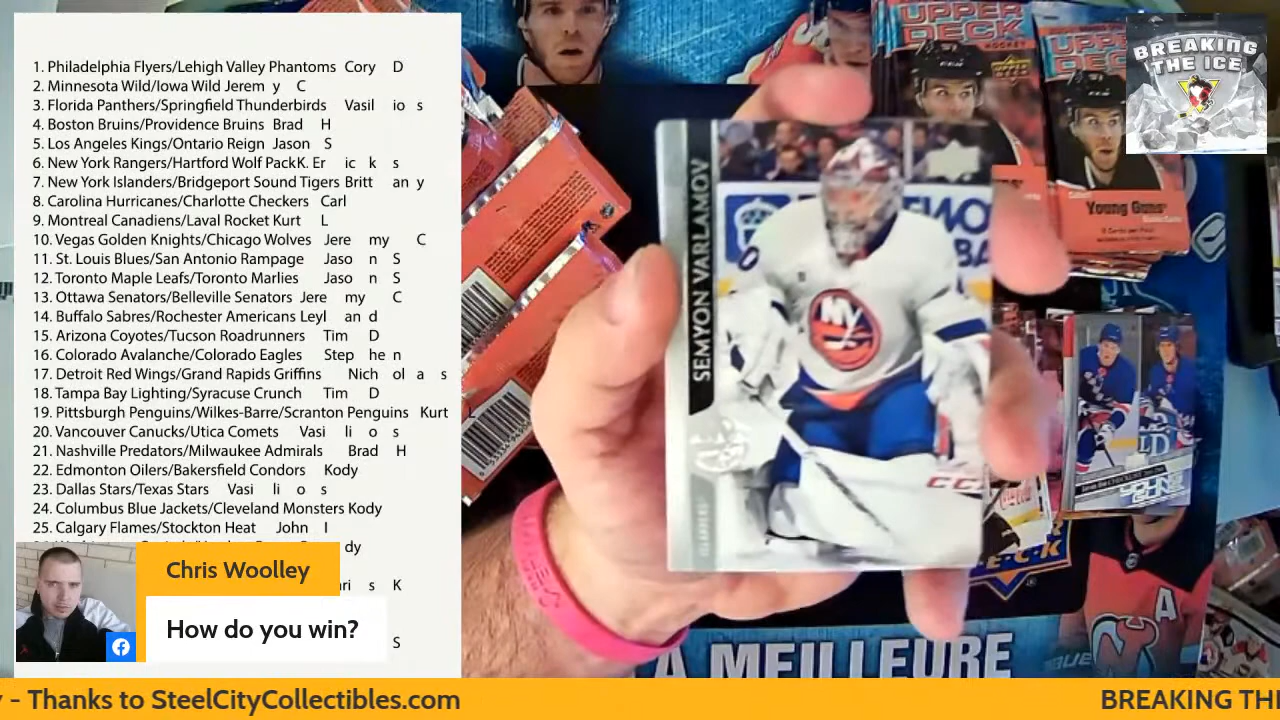 1. Philadelphia Flyers/Lehigh Valley Phantoms Cory D
2. Minnesota Wild/Iowa Wild Jerem y C
3. Florida Panthers/Springfield Thunderbirds Vasil io s
4. Boston Bruins/Providence Bruins Brad H
5. Los Angeles Kings/Ontario Reign Jason S
6. New York Rangers/Hartford Wolf PackK. Er ic k s
7. New York Islanders/Bridgeport Sound Tigers Britt an y
8. Carolina Hurricanes/Charlotte Checkers Carl
9. Montreal Canadiens/Laval Rocket Kurt L
10. Vegas Golden Knights/Chicago Wolves Jere my C
11. St. Louis Blues/San Antonio Rampage Jaso n S
12. Toronto Maple Leafs/Toronto Marlies Jaso n S
13. Ottawa Senators/Belleville Senators Jere my C
14. Buffalo Sabres/Rochester Americans Leyl an d
15. Arizona Coyotes/Tucson Roadrunners Tim D
16. Colorado Avalanche/Colorado Eagles Step he n
17. Detroit Red Wings/Grand Rapids Griffins Nich ol a s
18. Tampa Bay Lighting/Syracuse Crunch Tim D
19. Pittsburgh Penguins/Wilkes-Barre/Scranton Penguins Kurt L
20. Vancouver Canucks/Utica Comets Vasi li o s
21. Nashville Predators/Milwaukee Admirals Brad H
22. Edmonton Oilers/Bakersfield Condors Kody
23. Dallas Stars/Texas Stars Vasi li o s
24. Columbus Blue Jackets/Cleveland Monsters Kody
25. Calgary Flames/Stockton Heat John I
dy
ri s K
S
Chris Woolley
How do you win?
SEMYON VARLAMOV
ISLANDERS
NY
CC
UPPER
DECK
HOCKEY
UPPER
DECK
Young Guns
BREAKING
THE ICE
YOUNG
GUNS
A MEILLEURE
A
y - Thanks to SteelCityCollectibles.com
BREAKING THE